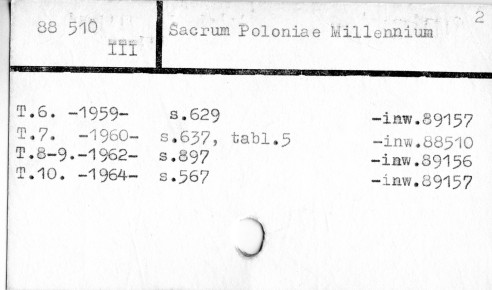 2
88 510
III
Sacrum Poloniae Millennium
T.6. -1959- s.629 -inw.89157
T.7. -1960- s.637, tabl.5 -inw.88510
T.8-9.-1962- s.897 -inw.89156
T.10. -1964- s.567 -inw.89157